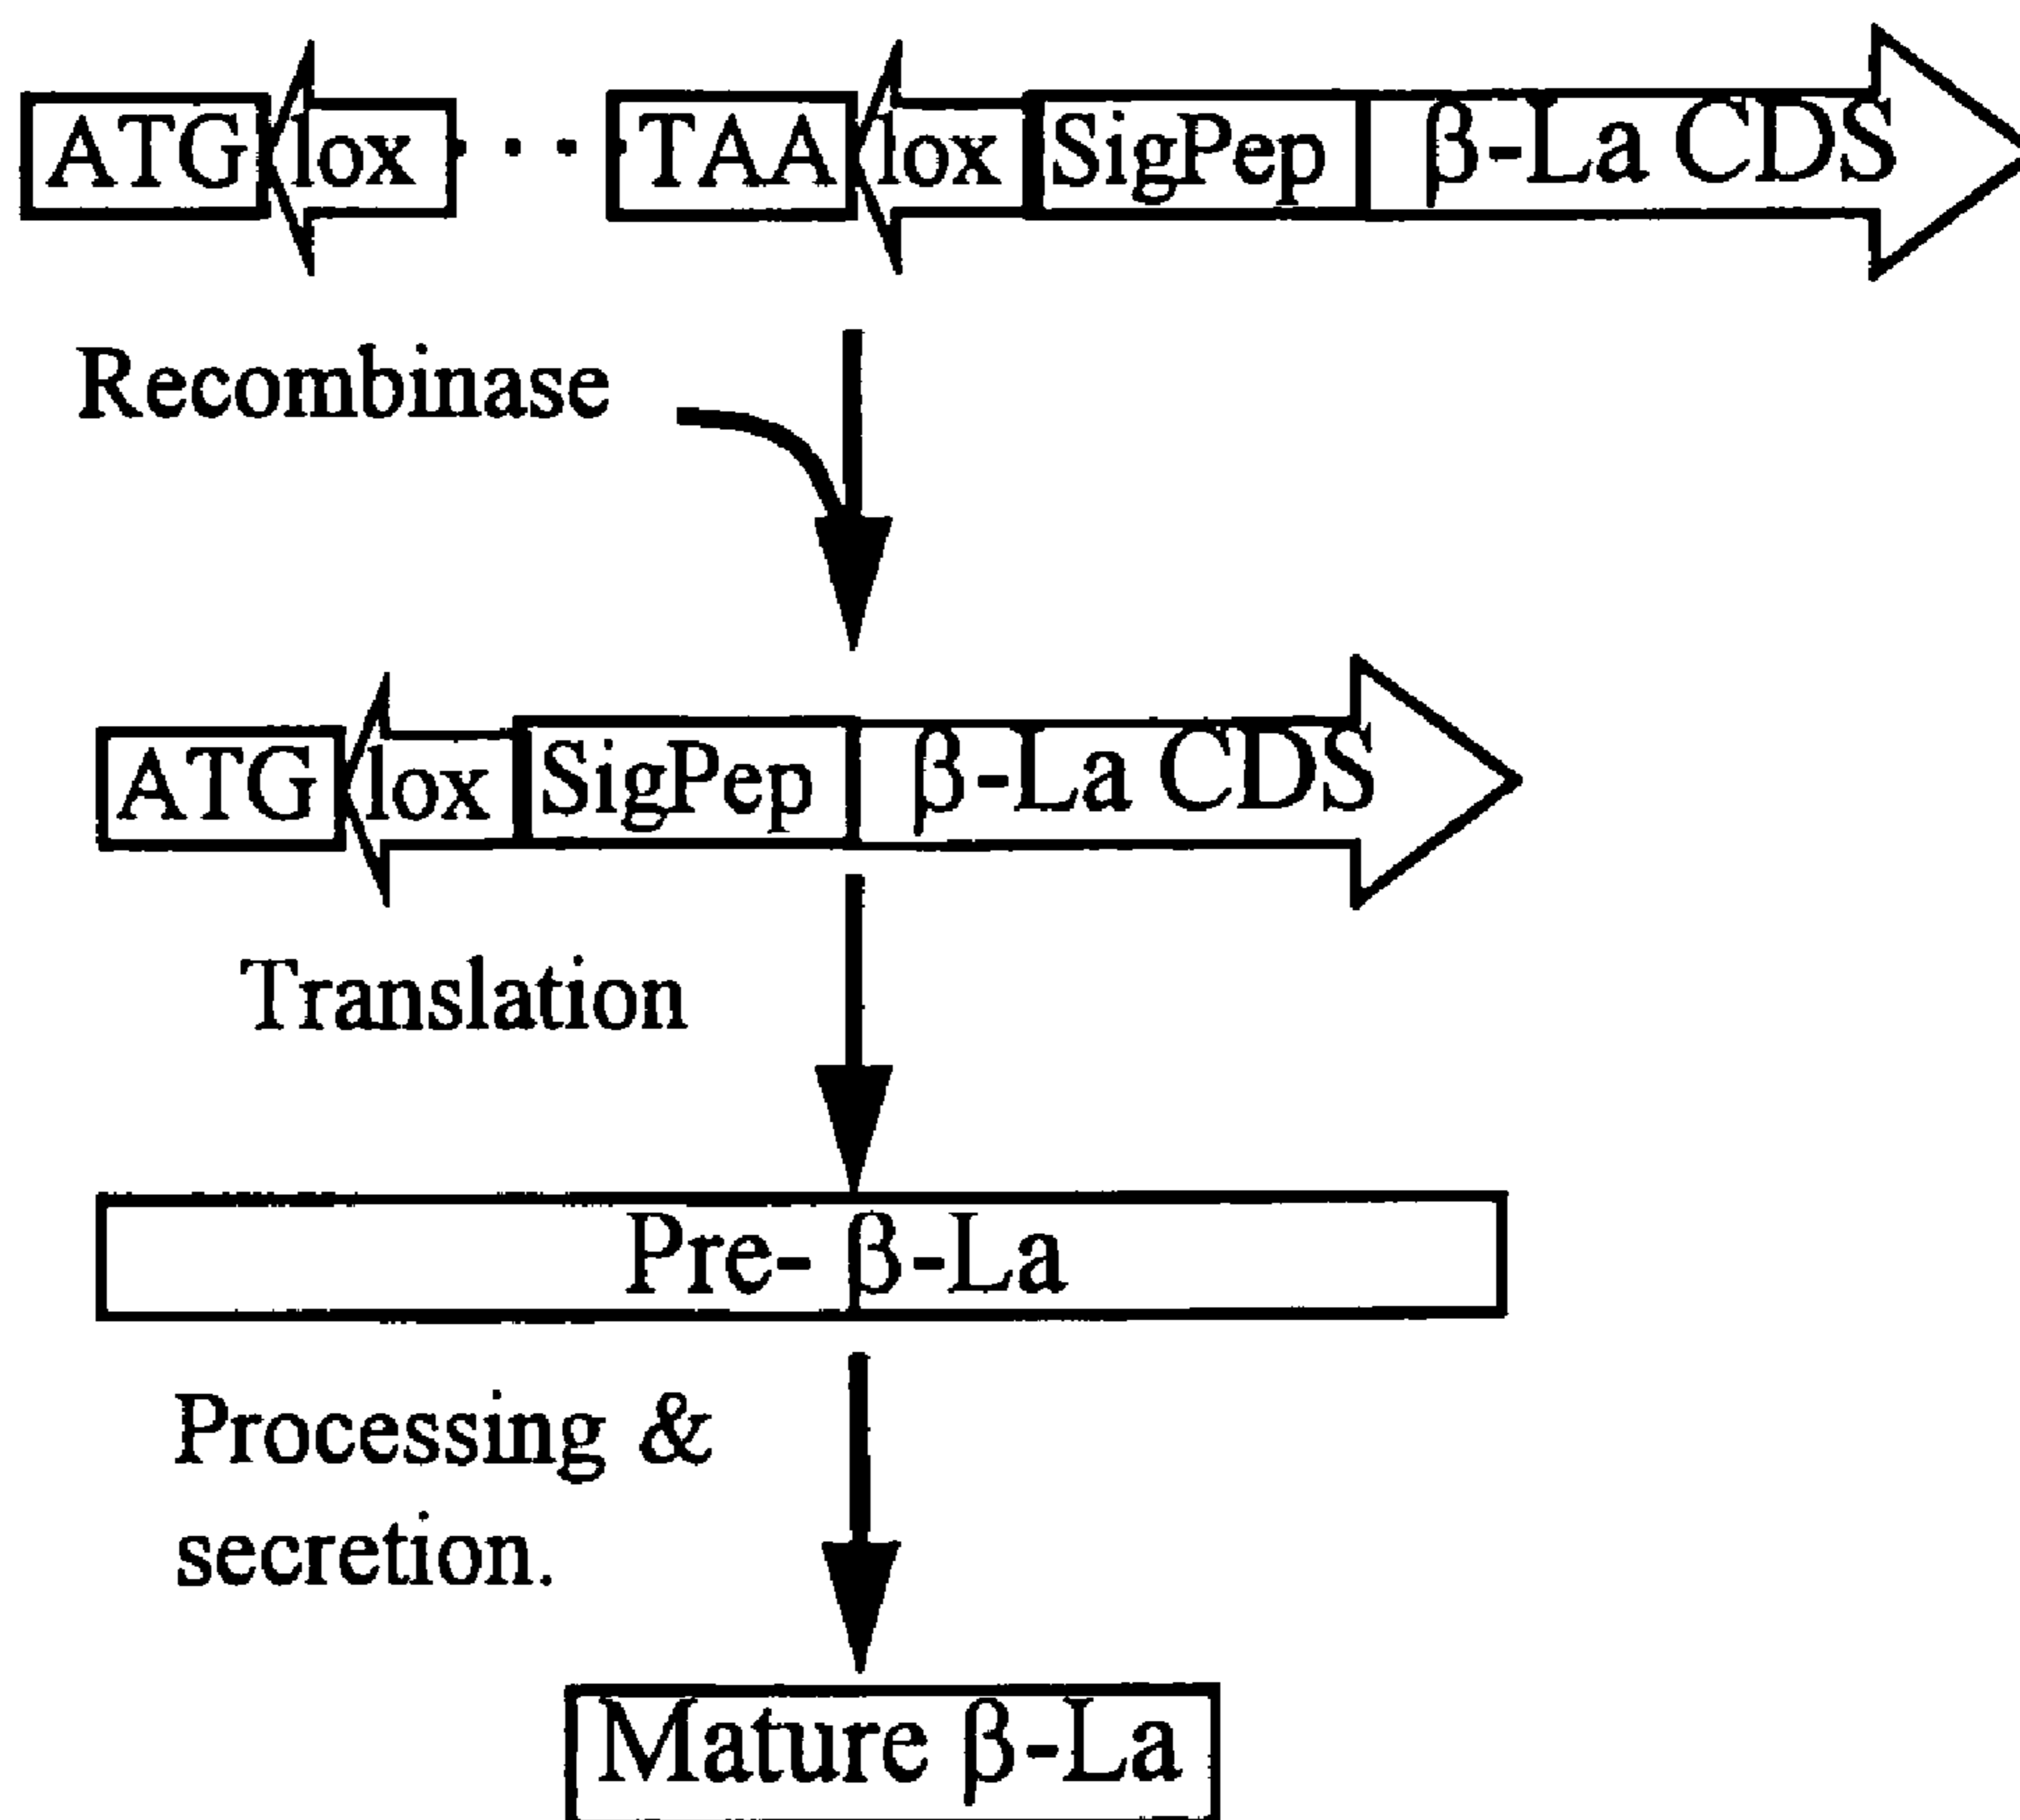 ATG lox · · · TAA lox SigPep β-La CDS
Recombinase
ATG lox SigPep β-La CDS
Translation
Pre- β-La
Processing &
secretion.
Mature β-La